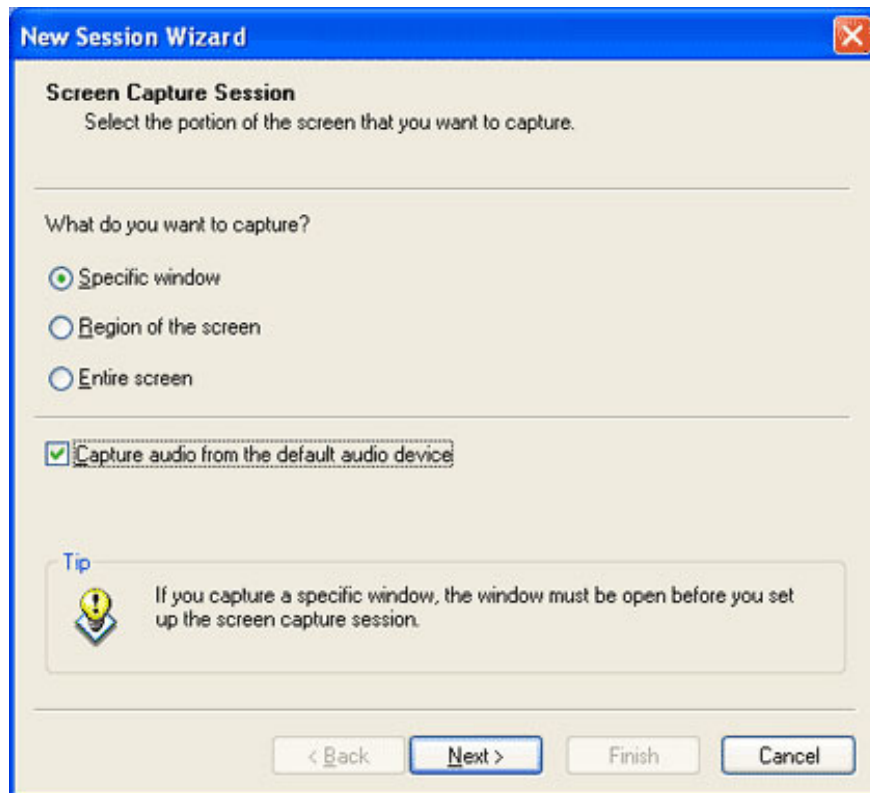 New Session Wizard
Screen Capture Session
Select the portion of the screen that you want to capture.
What do you want to capture?
Specific window
Region of the screen
Entire screen
Capture audio from the default audio device
Tip
If you capture a specific window, the window must be open before you set
up the screen capture session.
< Back
Next >
Finish
Cancel